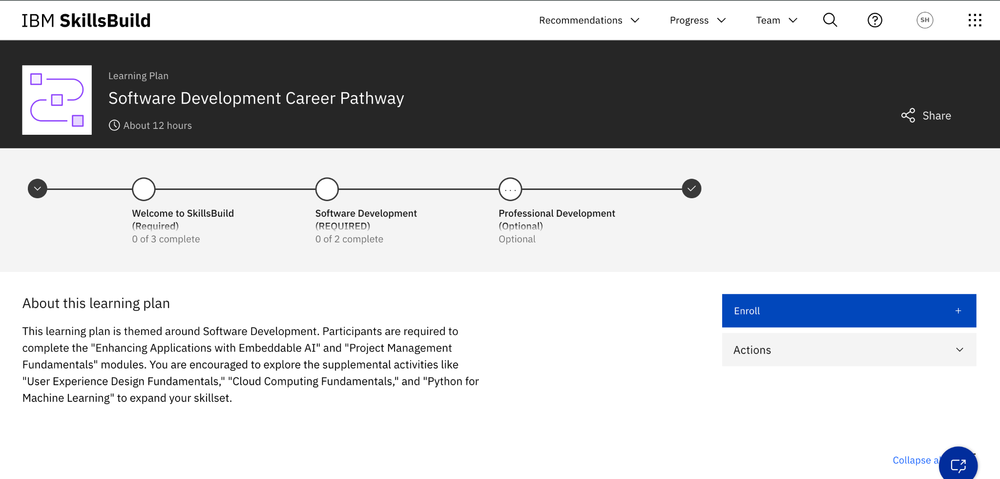 IBM SkillsBuild
Recommendations
Progress
Team
SH
Learning Plan
Software Development Career Pathway
About 12 hours
Share
Welcome to SkillsBuild
(Required)
0 of 3 complete
Software Development
(REQUIRED)
0 of 2 complete
Professional Development
(Optional)
Optional
About this learning plan
This learning plan is themed around Software Development. Participants are required to
complete the "Enhancing Applications with Embeddable AI" and "Project Management
Fundamentals" modules. You are encouraged to explore the supplemental activities like
"User Experience Design Fundamentals," "Cloud Computing Fundamentals," and "Python for
Machine Learning" to expand your skillset.
Enroll
Actions
Collapse